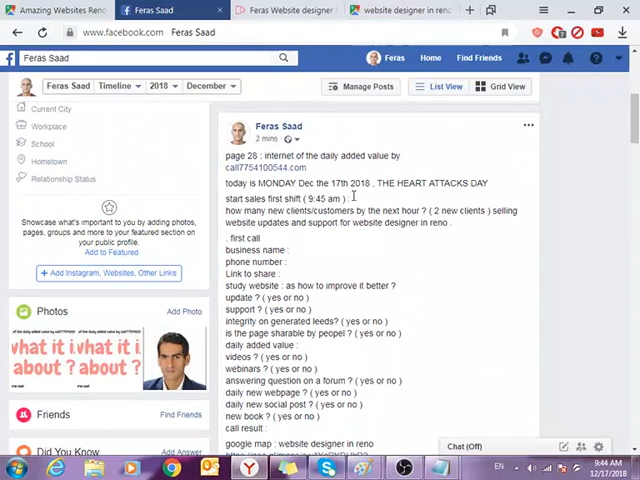 Amazing Websites Reno
Feras Saad
Feras Website designer
website designer in reno
www.facebook.com Feras Saad
Feras Saad
Feras Home Find Friends
Feras Saad Timeline 2018 December
Manage Posts List View Grid View
Current City
Workplace
School
Hometown
Relationship Status
Showcase what's important to you by adding photos, pages, groups and more to your featured section on your public profile.
Add to Featured
+ Add Instagram, Websites, Other Links
Photos Add Photo
what it i.
about ?
what it i.
about ?
Friends Find Friends
Did You Know Add Answer
Feras Saad
2 mins
page 28 : internet of the daily added value by
call7754100544.com
today is MONDAY Dec the 17th 2018 , THE HEART ATTACKS DAY
start sales first shift ( 9:45 am ) :
how many new clients/customers by the next hour ? ( 2 new clients ) selling
website updates and support for website designer in reno .
. first call
business name :
phone number :
Link to share :
study website : as how to improve it better ?
update ? ( yes or no )
support ? ( yes or no )
integrity on generated leeds? ( yes or no )
is the page sharable by peopel ? ( yes or no )
daily added value :
videos ? ( yes or no )
webinars ? ( yes or no )
answering question on a forum ? ( yes or no )
daily new webpage ? ( yes or no )
daily new social post ? ( yes or no )
new book ? ( yes or no )
call result :
google map : website designer in reno
Chat (Off)
EN
9:44 AM
12/17/2018